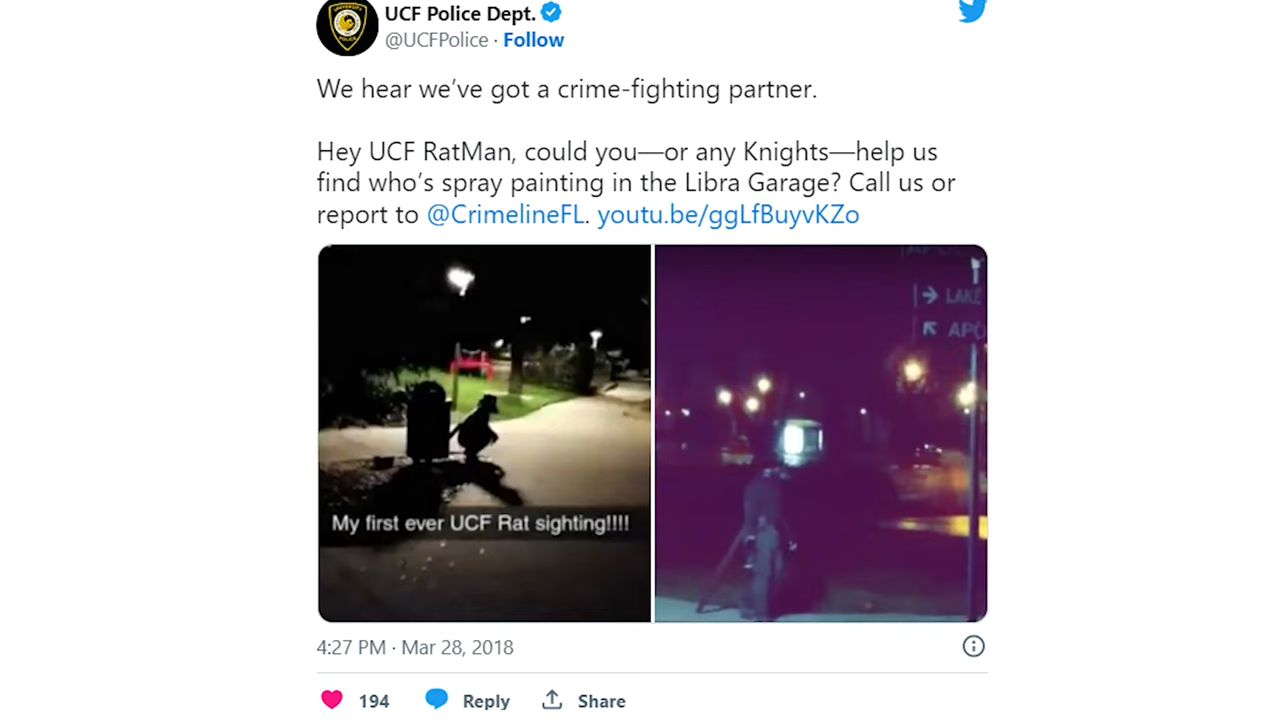 UCF Police Dept.
@UCFPolice · Follow
We hear we've got a crime-fighting partner.
Hey UCF RatMan, could you—or any Knights—help us
find who's spray painting in the Libra Garage? Call us or
report to @CrimelineFL. youtu.be/ggLfBuyvKZo
LAKE
APO
My first ever UCF Rat sighting!!!!
4:27 PM · Mar 28, 2018
194
Reply
Share